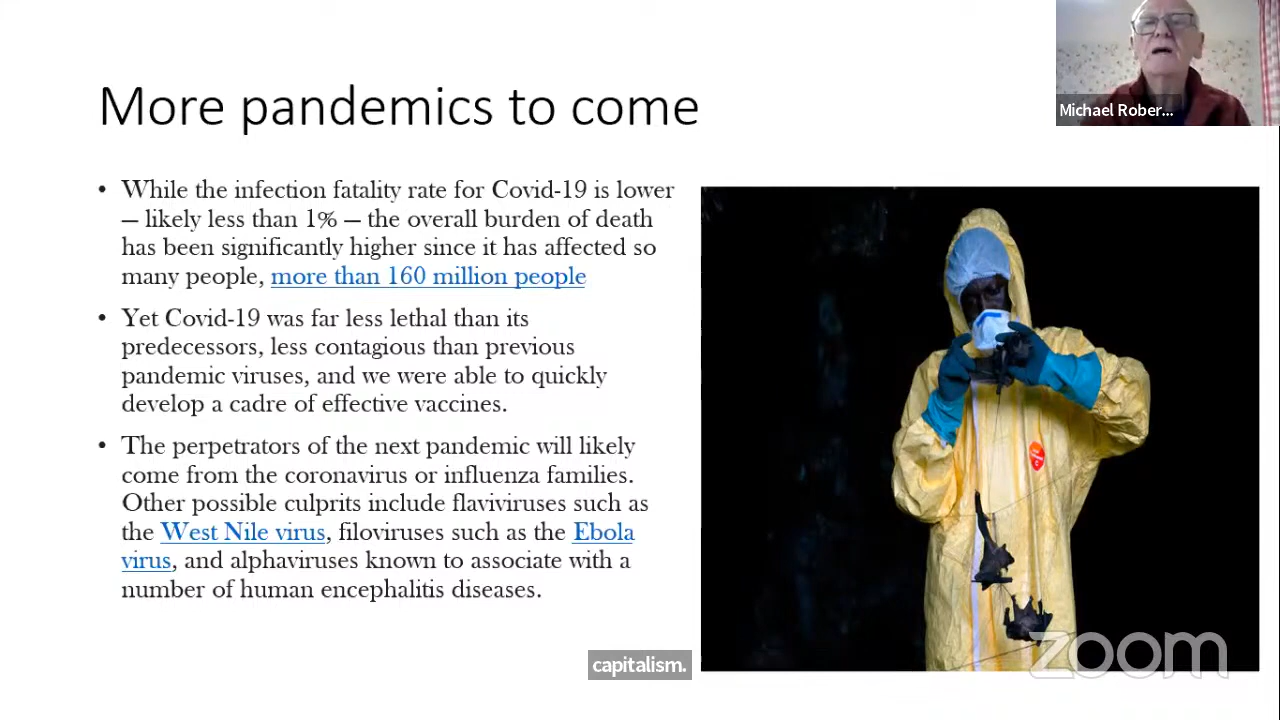 More pandemics to come
Michael Rober...
• While the infection fatality rate for Covid-19 is lower
– likely less than 1% – the overall burden of death
has been significantly higher since it has affected so
many people, more than 160 million people
• Yet Covid-19 was far less lethal than its
predecessors, less contagious than previous
pandemic viruses, and we were able to quickly
develop a cadre of effective vaccines.
• The perpetrators of the next pandemic will likely
come from the coronavirus or influenza families.
Other possible culprits include flaviviruses such as
the West Nile virus, filoviruses such as the Ebola
virus, and alphaviruses known to associate with a
number of human encephalitis diseases.
capitalism.
zoom